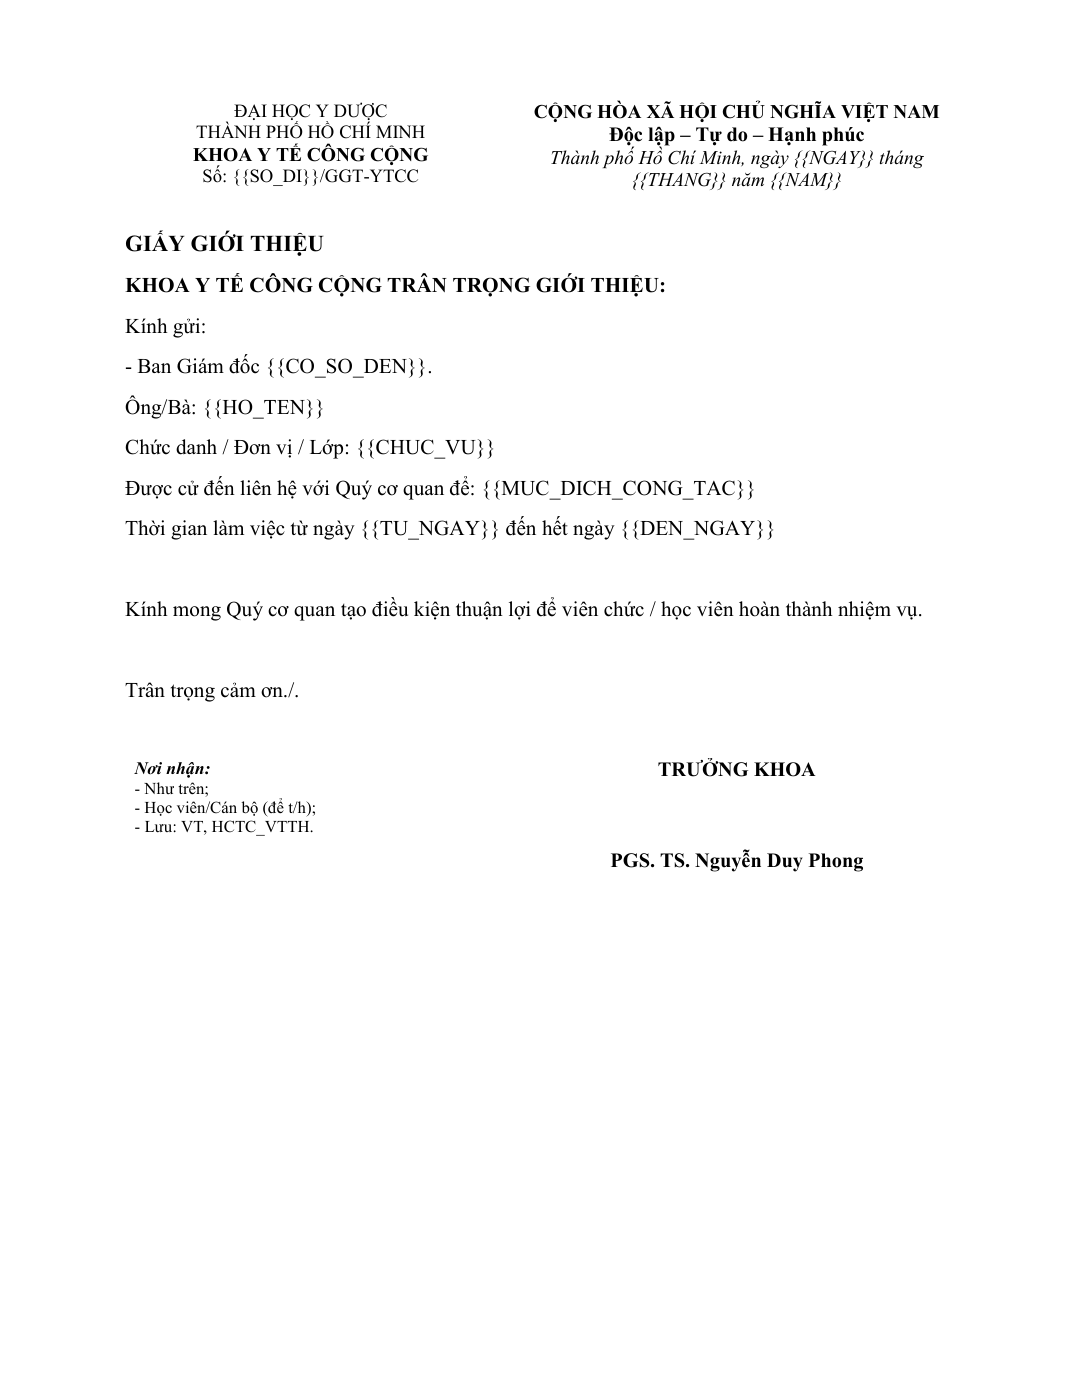 ĐẠI HỌC Y DƯỢC
THÀNH PHỐ HỒ CHÍ MINH
KHOA Y TẾ CÔNG CỘNG
Số: {{SO_DI}}/GGT-YTCC
CỘNG HÒA XÃ HỘI CHỦ NGHĨA VIỆT NAM
Độc lập – Tự do – Hạnh phúc
Thành phố Hồ Chí Minh, ngày {{NGAY}} tháng
{{THANG}} năm {{NAM}}
GIẤY GIỚI THIỆU
KHOA Y TẾ CÔNG CỘNG TRÂN TRỌNG GIỚI THIỆU:
Kính gửi:
- Ban Giám đốc {{CO_SO_DEN}}.
Ông/Bà: {{HO_TEN}}
Chức danh / Đơn vị / Lớp: {{CHUC_VU}}
Được cử đến liên hệ với Quý cơ quan để: {{MUC_DICH_CONG_TAC}}
Thời gian làm việc từ ngày {{TU_NGAY}} đến hết ngày {{DEN_NGAY}}
Kính mong Quý cơ quan tạo điều kiện thuận lợi để viên chức / học viên hoàn thành nhiệm vụ.
Trân trọng cảm ơn./.
Nơi nhận:
- Như trên;
- Học viên/Cán bộ (để t/h);
- Lưu: VT, HCTC_VTTH.
TRƯỞNG KHOA
PGS. TS. Nguyễn Duy Phong